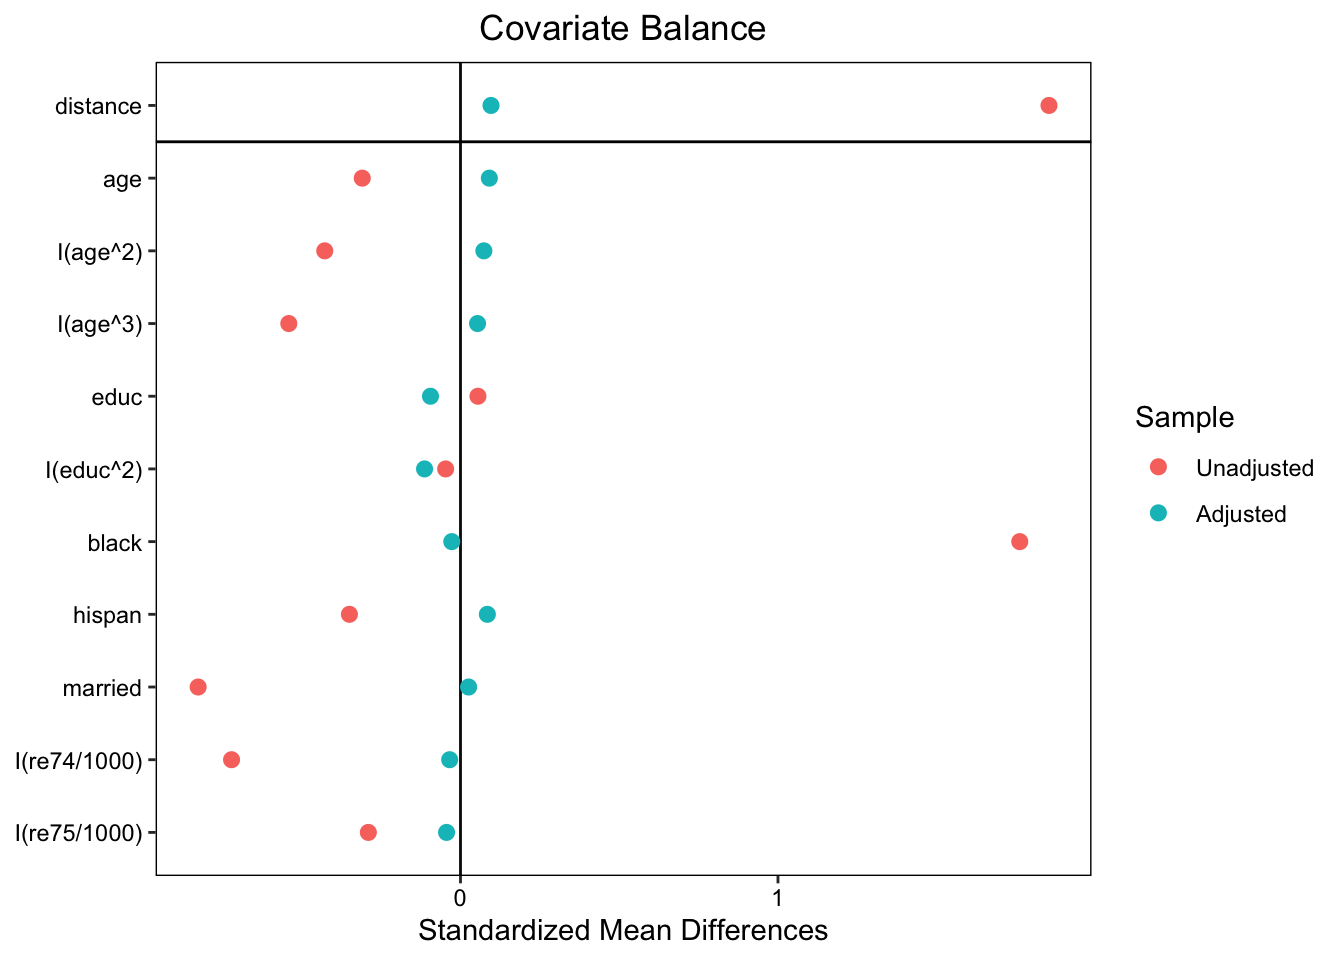 Covariate Balance
distance
age
I(age^2)
I(age^3)
educ
I(educ^2)
black
hispan
married
I(re74/1000)
I(re75/1000)
0 1
Standardized Mean Differences
Sample
Unadjusted
Adjusted